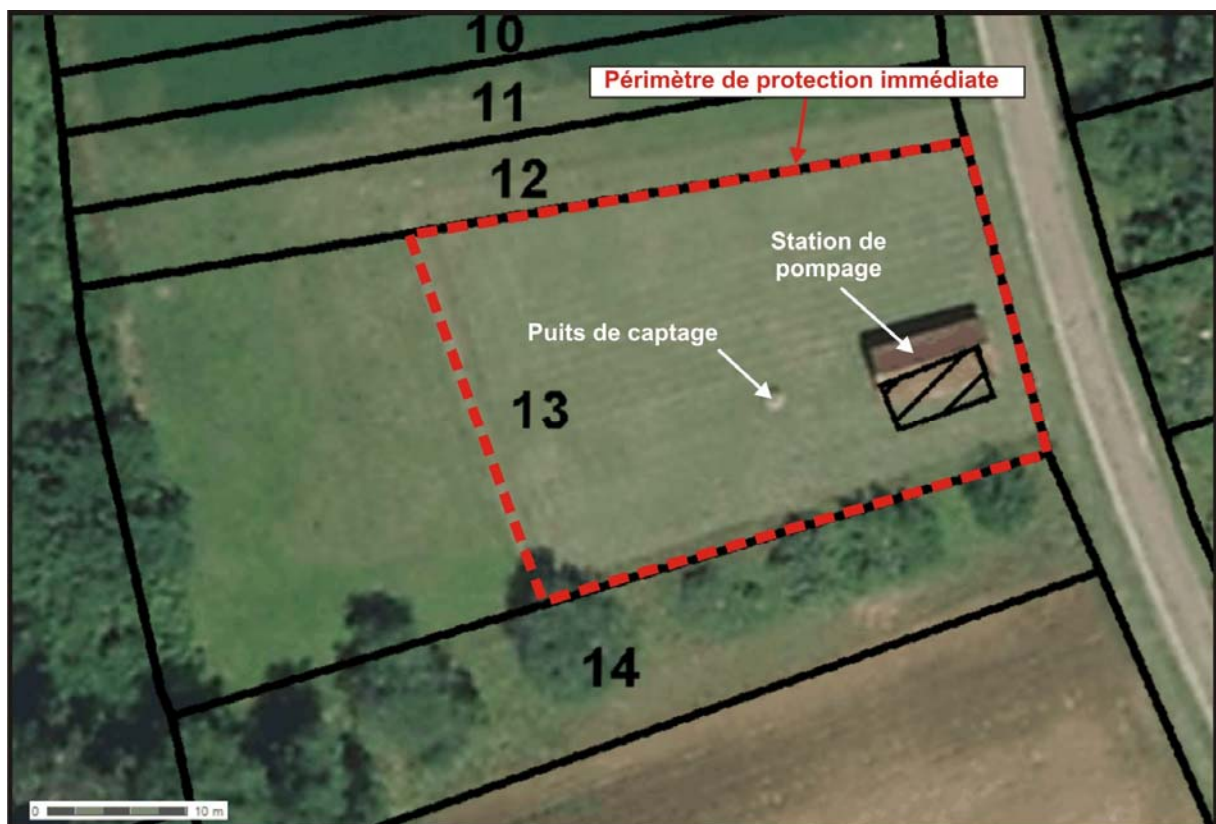 10
Périmètre de protection immédiate
11
12
Station de
pompage
Puits de captage
13
14
0 10 m